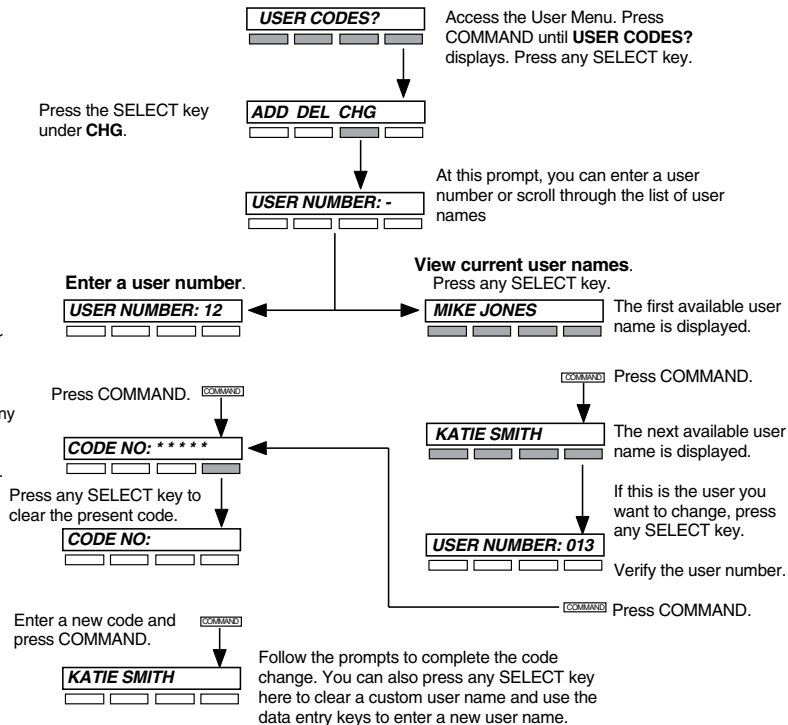 USER CODES?
Access the User Menu. Press
COMMAND until USER CODES?
displays. Press any SELECT key.
Press the SELECT key
under CHG.
ADD DEL CHG
At this prompt, you can enter a user
number or scroll through the list of user
names
USER NUMBER: -
Enter a user number.
USER NUMBER: 12
View current user names.
Press any SELECT key.
MIKE JONES
The first available user
name is displayed.
Press COMMAND.
COMMAND
COMMAND
Press COMMAND.
CODE NO: * * * * *
KATIE SMITH
The next available user
name is displayed.
Press any SELECT key to
clear the present code.
If this is the user you
want to change, press
any SELECT key.
CODE NO:
USER NUMBER: 013
Verify the user number.
COMMAND
Press COMMAND.
Enter a new code and
press COMMAND.
COMMAND
KATIE SMITH
Follow the prompts to complete the code
change. You can also press any SELECT key
here to clear a custom user name and use the
data entry keys to enter a new user name.